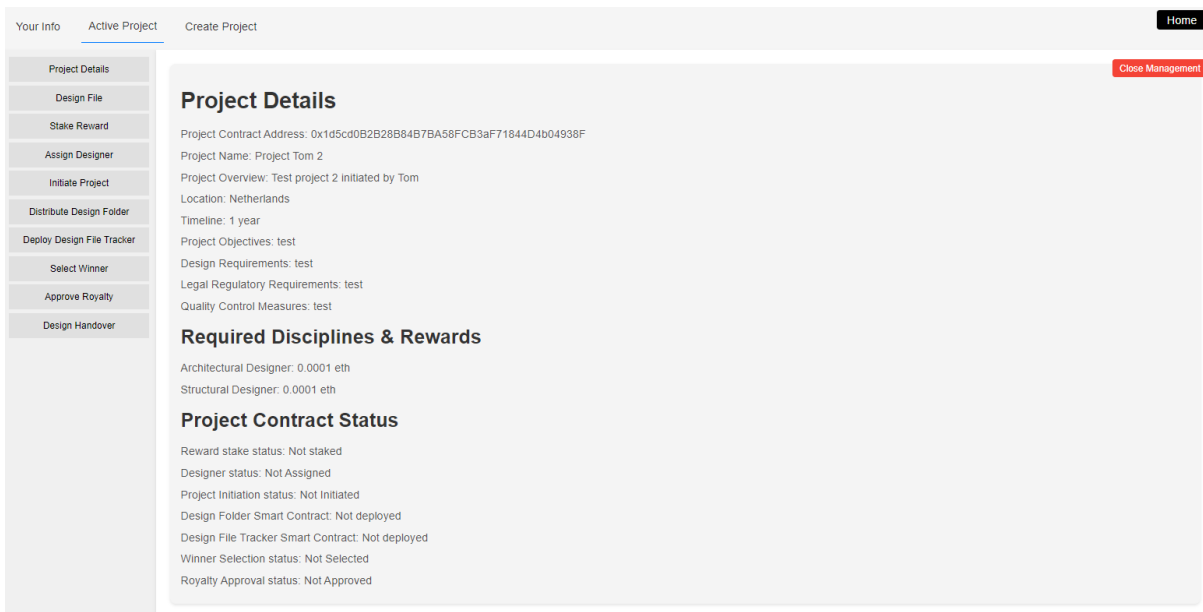 Your Info
Active Project
Create Project
Home
Close Management
Project Details
Design File
Stake Reward
Assign Designer
Initiate Project
Distribute Design Folder
Deploy Design File Tracker
Select Winner
Approve Royalty
Design Handover
Project Details
Project Contract Address: 0x1d5cd0B2B28B84B7BA58FCB3aF71844D4b04938F
Project Name: Project Tom 2
Project Overview: Test project 2 initiated by Tom
Location: Netherlands
Timeline: 1 year
Project Objectives: test
Design Requirements: test
Legal Regulatory Requirements: test
Quality Control Measures: test
Required Disciplines & Rewards
Architectural Designer: 0.0001 eth
Structural Designer: 0.0001 eth
Project Contract Status
Reward stake status: Not staked
Designer status: Not Assigned
Project Initiation status: Not Initiated
Design Folder Smart Contract: Not deployed
Design File Tracker Smart Contract: Not deployed
Winner Selection status: Not Selected
Royalty Approval status: Not Approved